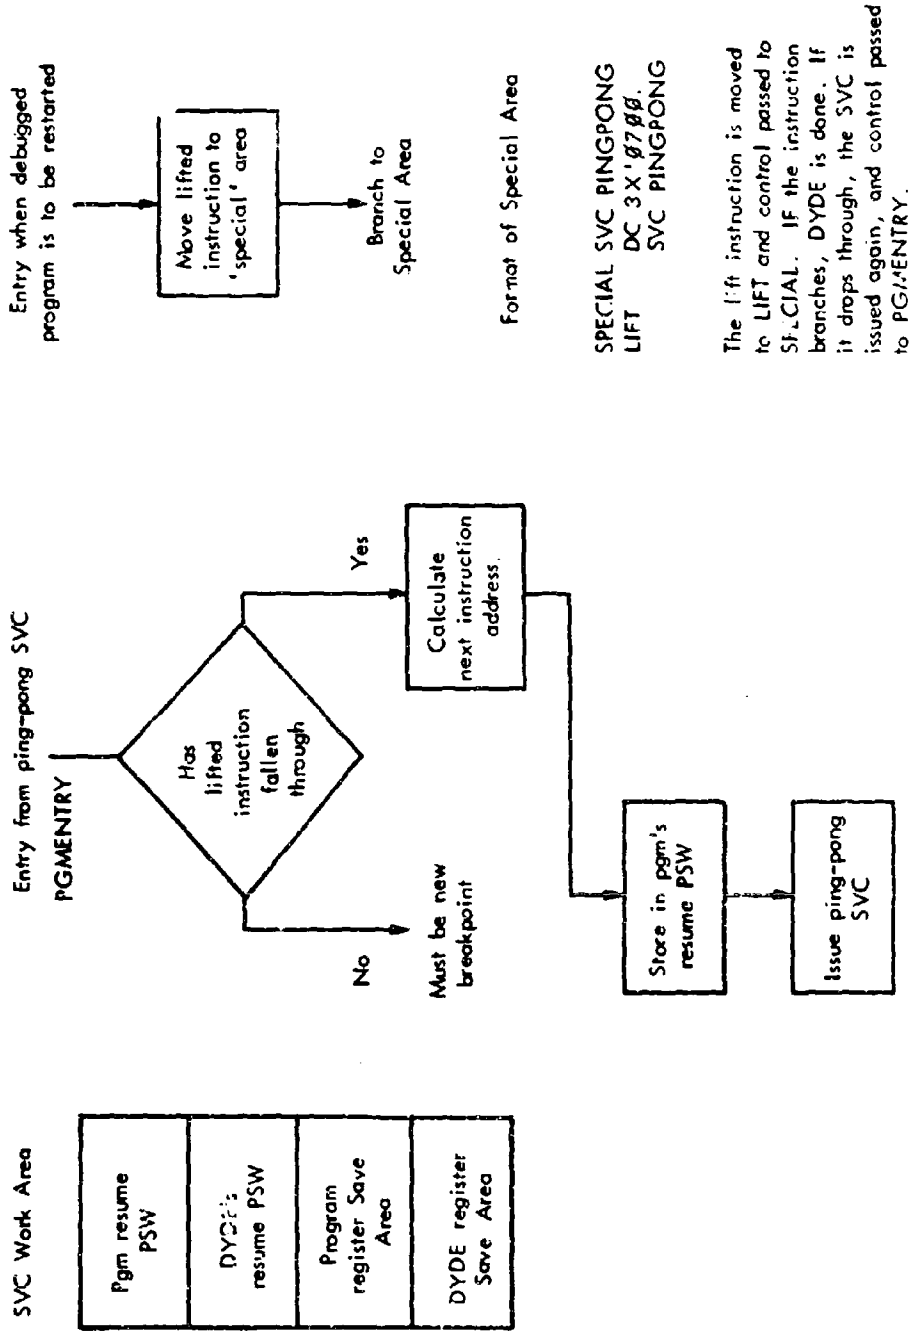 SVC Work Area
Pgm resume
PSW
resume PSW
Program
register Save
Area
DYDE register
Save Area
Entry from ping-pong SVC
PGMENTRY
Has
lifted
instruction
fallen
through
No
Must be new
breakpoint
Yes
Calculate
next instruction
address.
Store in pgm's
resume PSW
Issue ping-pong
SVC
Entry when debugged
program is to be restarted
Move lifted
instruction to
'special' area
Branch to
Special Area
Format of Special Area
SPECIAL SVC PINGPONG
LIFT DC 3 X'Ø7ØØ.
SVC PINGPONG
The lift instruction is moved
to LIFT and control passed to
SPECIAL. IF the instruction
branches, DYDE is done. If
it drops through, the SVC is
issued again, and control passed
to PGMENTRY.